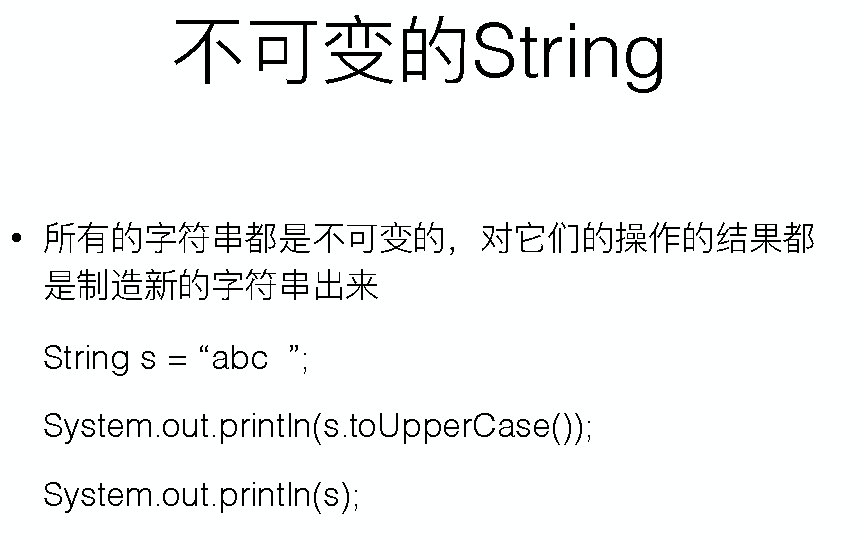 不可变的String
• 所有的字符串都是不可变的，对它们的操作的结果都
是制造新的字符串出来
String s = “abc  ”;
System.out.println(s.toUpperCase());
System.out.println(s);